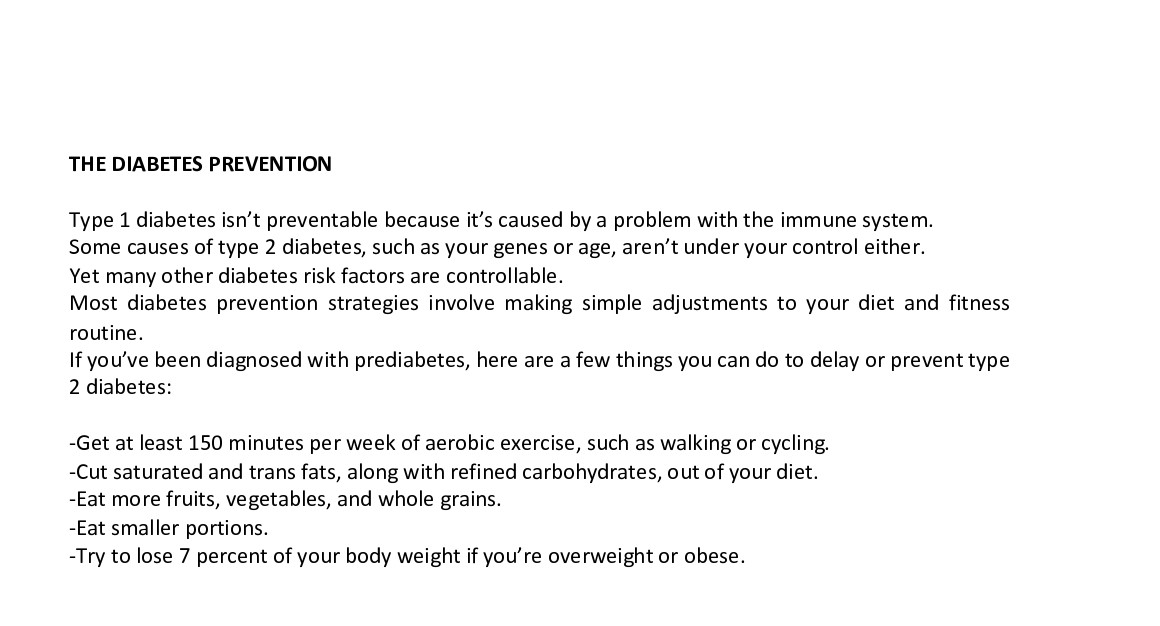 THE DIABETES PREVENTION
Type 1 diabetes isn’t preventable because it’s caused by a problem with the immune system.
Some causes of type 2 diabetes, such as your genes or age, aren’t under your control either.
Yet many other diabetes risk factors are controllable.
Most diabetes prevention strategies involve making simple adjustments to your diet and fitness
routine.
If you’ve been diagnosed with prediabetes, here are a few things you can do to delay or prevent type
2 diabetes:
-Get at least 150 minutes per week of aerobic exercise, such as walking or cycling.
-Cut saturated and trans fats, along with refined carbohydrates, out of your diet.
-Eat more fruits, vegetables, and whole grains.
-Eat smaller portions.
-Try to lose 7 percent of your body weight if you’re overweight or obese.